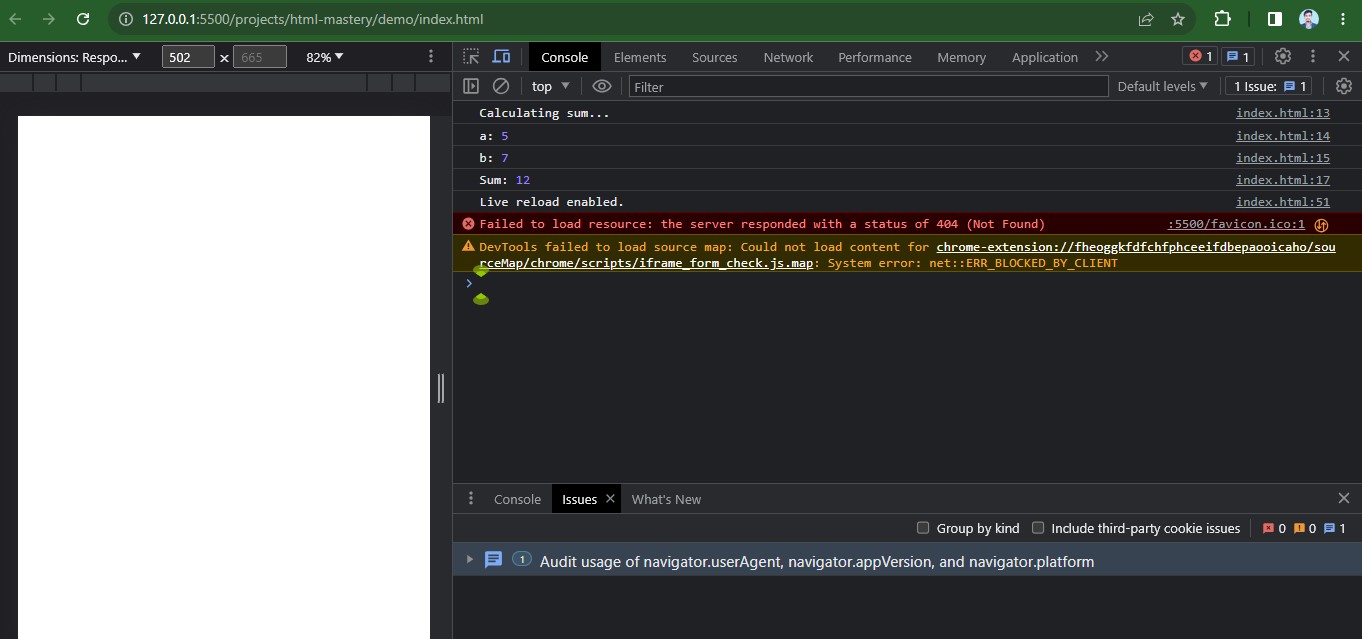 127.0.0.1:5500/projects/html-mastery/demo/index.html
Dimensions: Respo... 502 x 665 82%
Console Elements Sources Network Performance Memory Application 1 1
top Filter Default levels 1 Issue: 1
Calculating sum... index.html:13
a: 5 index.html:14
b: 7 index.html:15
Sum: 12 index.html:17
Live reload enabled. index.html:51
Failed to load resource: the server responded with a status of 404 (Not Found) :5500/favicon.ico:1
DevTools failed to load source map: Could not load content for chrome-extension://fheoggkfdfchfphceeifdbepaooicaho/sou
rceMap/chrome/scripts/iframe_form_check.js.map: System error: net::ERR_BLOCKED_BY_CLIENT
Console Issues What's New
Group by kind Include third-party cookie issues 0 0 1
1 Audit usage of navigator.userAgent, navigator.appVersion, and navigator.platform